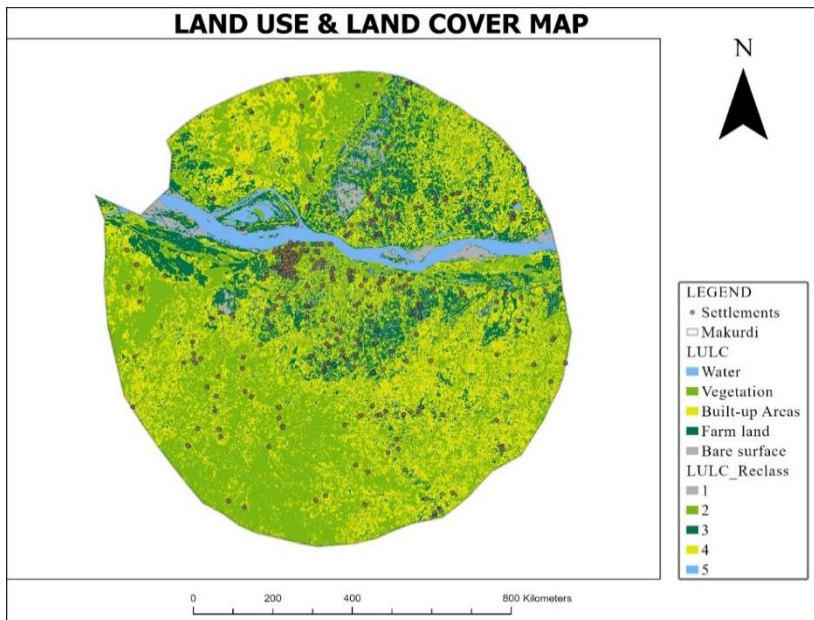 LAND USE & LAND COVER MAP
N
LEGEND
Settlements
Makurdi
LULC
Water
Vegetation
Built-up Areas
Farm land
Bare surface
LULC_Reclass
1
2
3
4
5
0 200 400 800 Kilometers